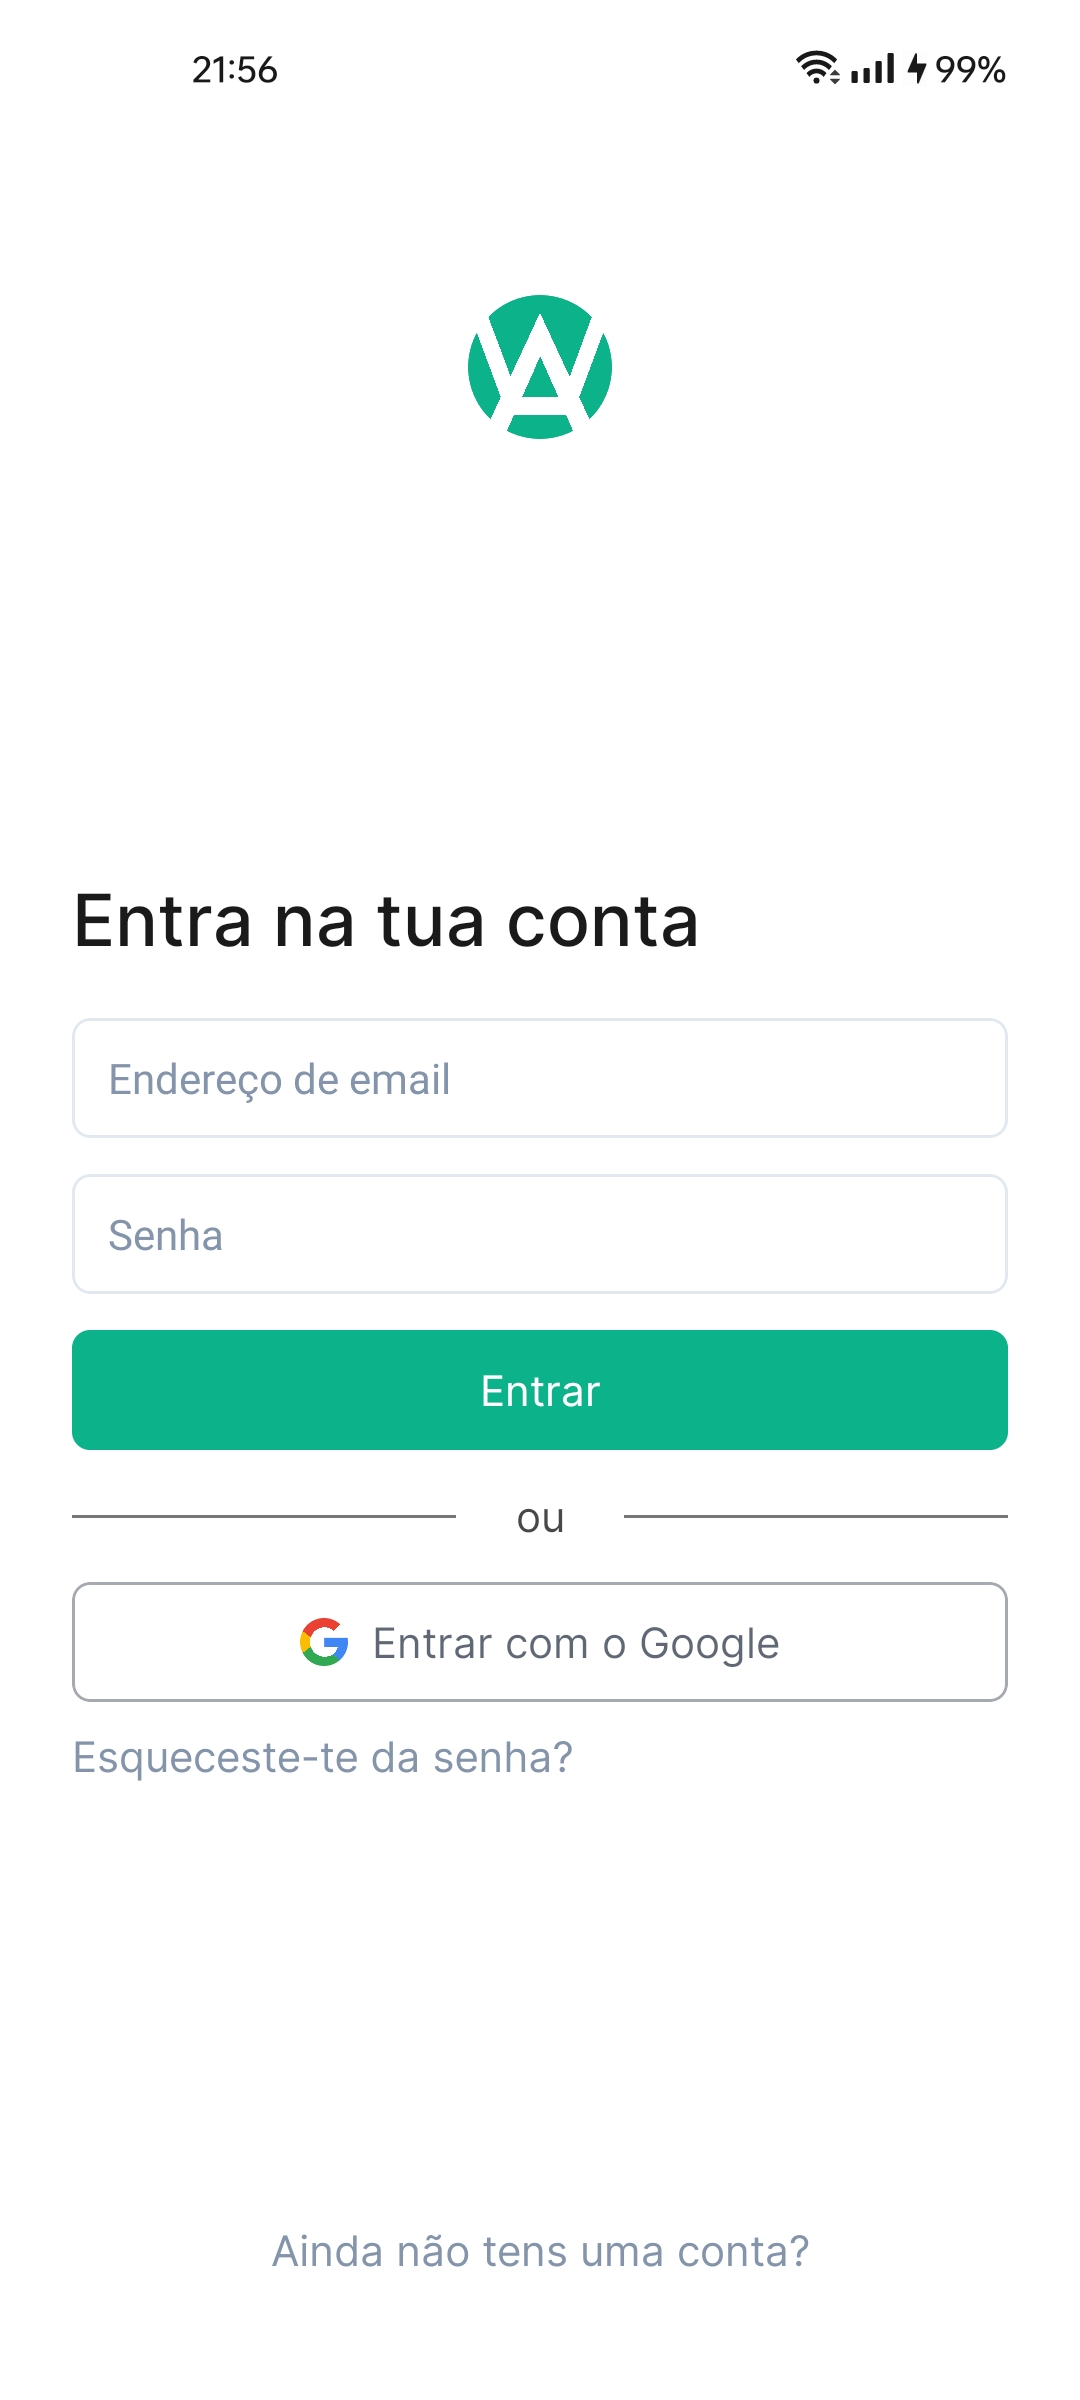 21:56 99%
Entra na tua conta
Endereço de email
Senha
Entrar
ou
Entrar com o Google
Esqueceste-te da senha?
Ainda não tens uma conta?